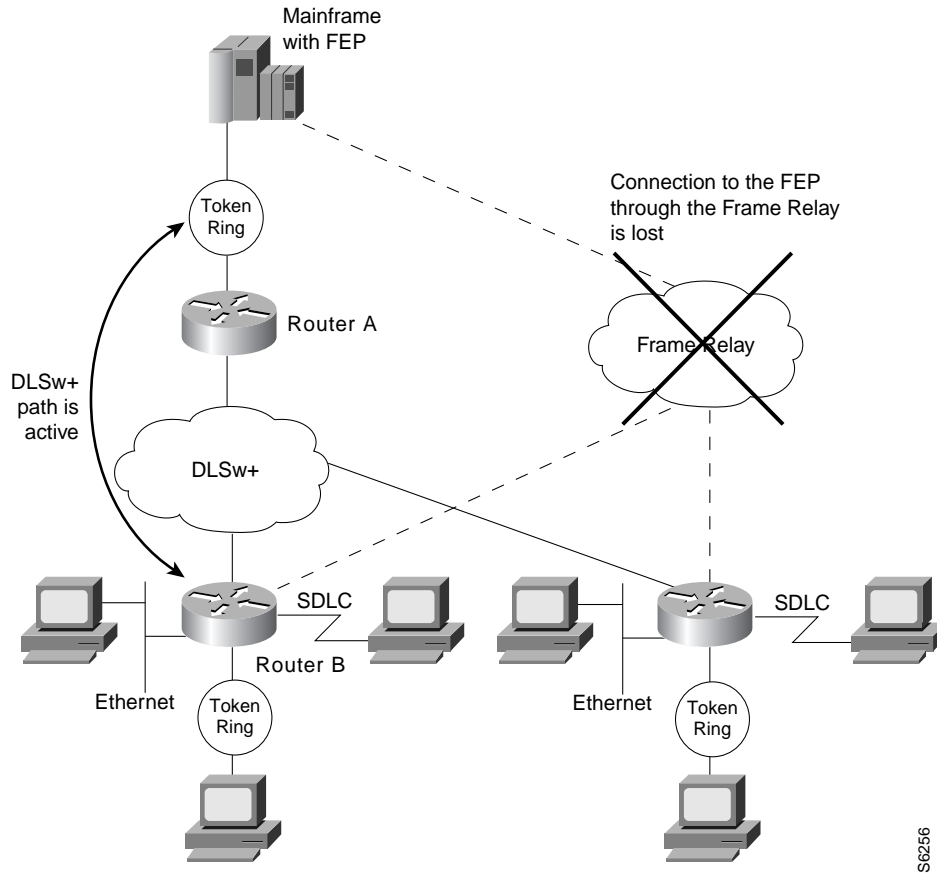 Mainframe
with FEP
Token
Ring
Connection to the FEP
through the Frame Relay
is lost
Router A
Frame Relay
DLSw+
path is
active
DLSw+
SDLC
Router B
Ethernet
Token
Ring
SDLC
Ethernet
Token
Ring
S6256